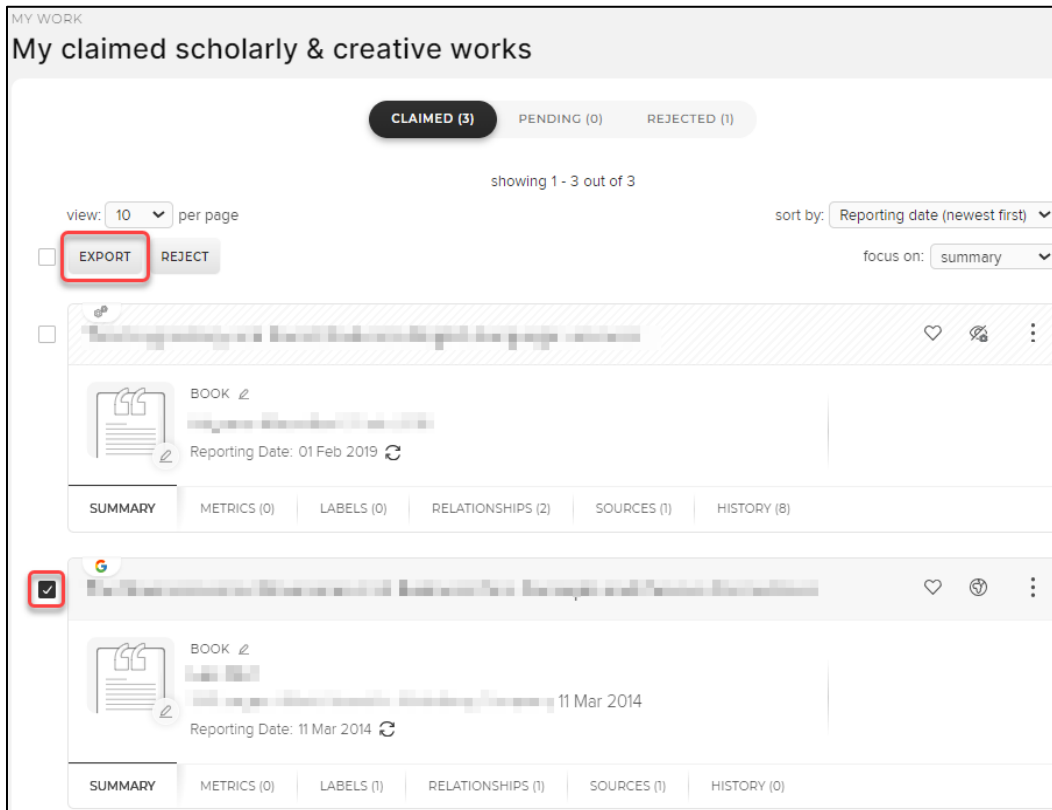 MY WORK
My claimed scholarly & creative works
CLAIMED (3) PENDING (0) REJECTED (1)
showing 1 - 3 out of 3
view: 10 per page sort by: Reporting date (newest first)
EXPORT REJECT focus on: summary
BOOK
Reporting Date: 01 Feb 2019
SUMMARY METRICS (0) LABELS (0) RELATIONSHIPS (2) SOURCES (1) HISTORY (8)
BOOK
11 Mar 2014
Reporting Date: 11 Mar 2014
SUMMARY METRICS (0) LABELS (1) RELATIONSHIPS (1) SOURCES (1) HISTORY (0)